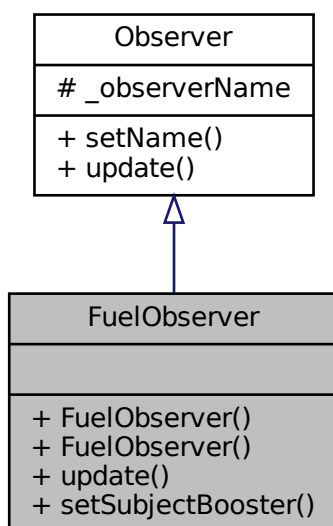 Observer
# _observerName
+ setName()
+ update()
FuelObserver
+ FuelObserver()
+ FuelObserver()
+ update()
+ setSubjectBooster()